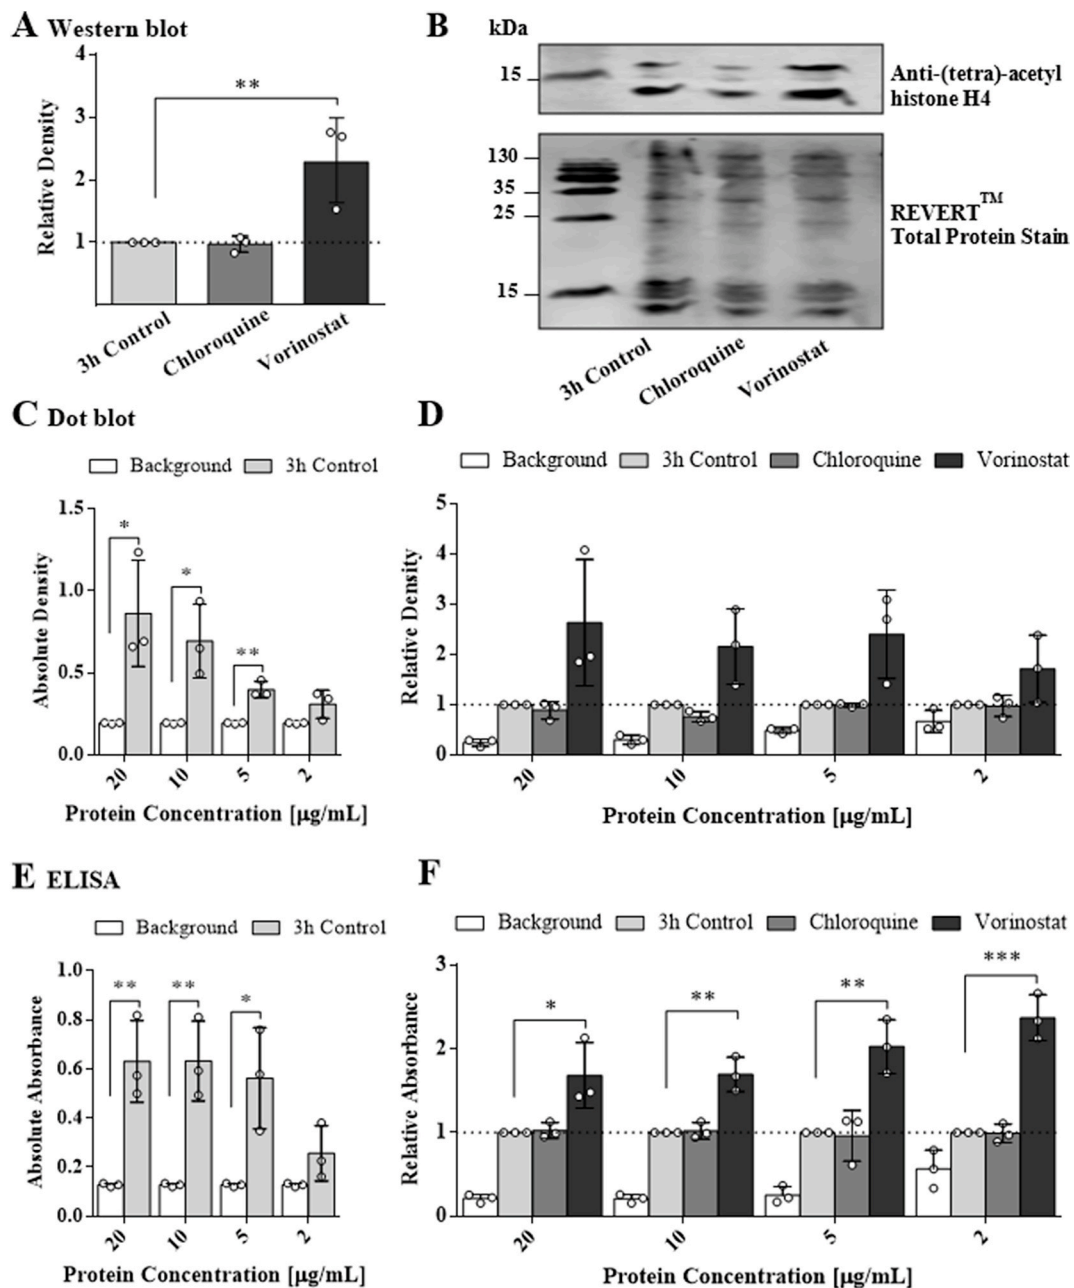 A Western blot
4
3
2
1
Relative Density
**
3h Control
Chloroquine
Vorinostat
B
kDa
15
Anti-(tetra)-acetyl
histone H4
130
35
25
15
REVERT™
Total Protein Stain
3h Control
Chloroquine
Vorinostat
C Dot blot
Background
3h Control
1.5
1.0
0.5
0.0
Absolute Density
*
*
**
20
10
5
2
Protein Concentration [µg/mL]
D
Background
3h Control
Chloroquine
Vorinostat
5
4
3
2
1
0
Relative Density
20
10
5
2
Protein Concentration [µg/mL]
E ELISA
Background
3h Control
1.0
0.8
0.6
0.4
0.2
0.0
Absolute Absorbance
**
**
*
20
10
5
2
Protein Concentration [µg/mL]
F
Background
3h Control
Chloroquine
Vorinostat
3
2
1
0
Relative Absorbance
*
**
**
***
20
10
5
2
Protein Concentration [µg/mL]